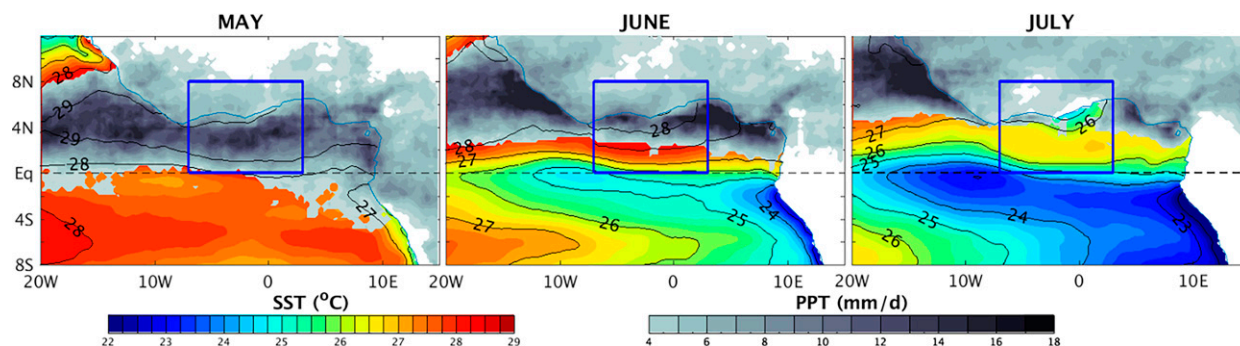 MAY JUNE JULY
8N
4N
Eq
4S
8S
28 29 29 28 27 28
28 28 27 26 25 24 27
26 27 26 25 25 24 23 26
20W 10W 0 10E 20W 10W 0 10E 20W 10W 0 10E
SST (°C) PPT (mm/d)
22 23 24 25 26 27 28 29 4 6 8 10 12 14 16 18